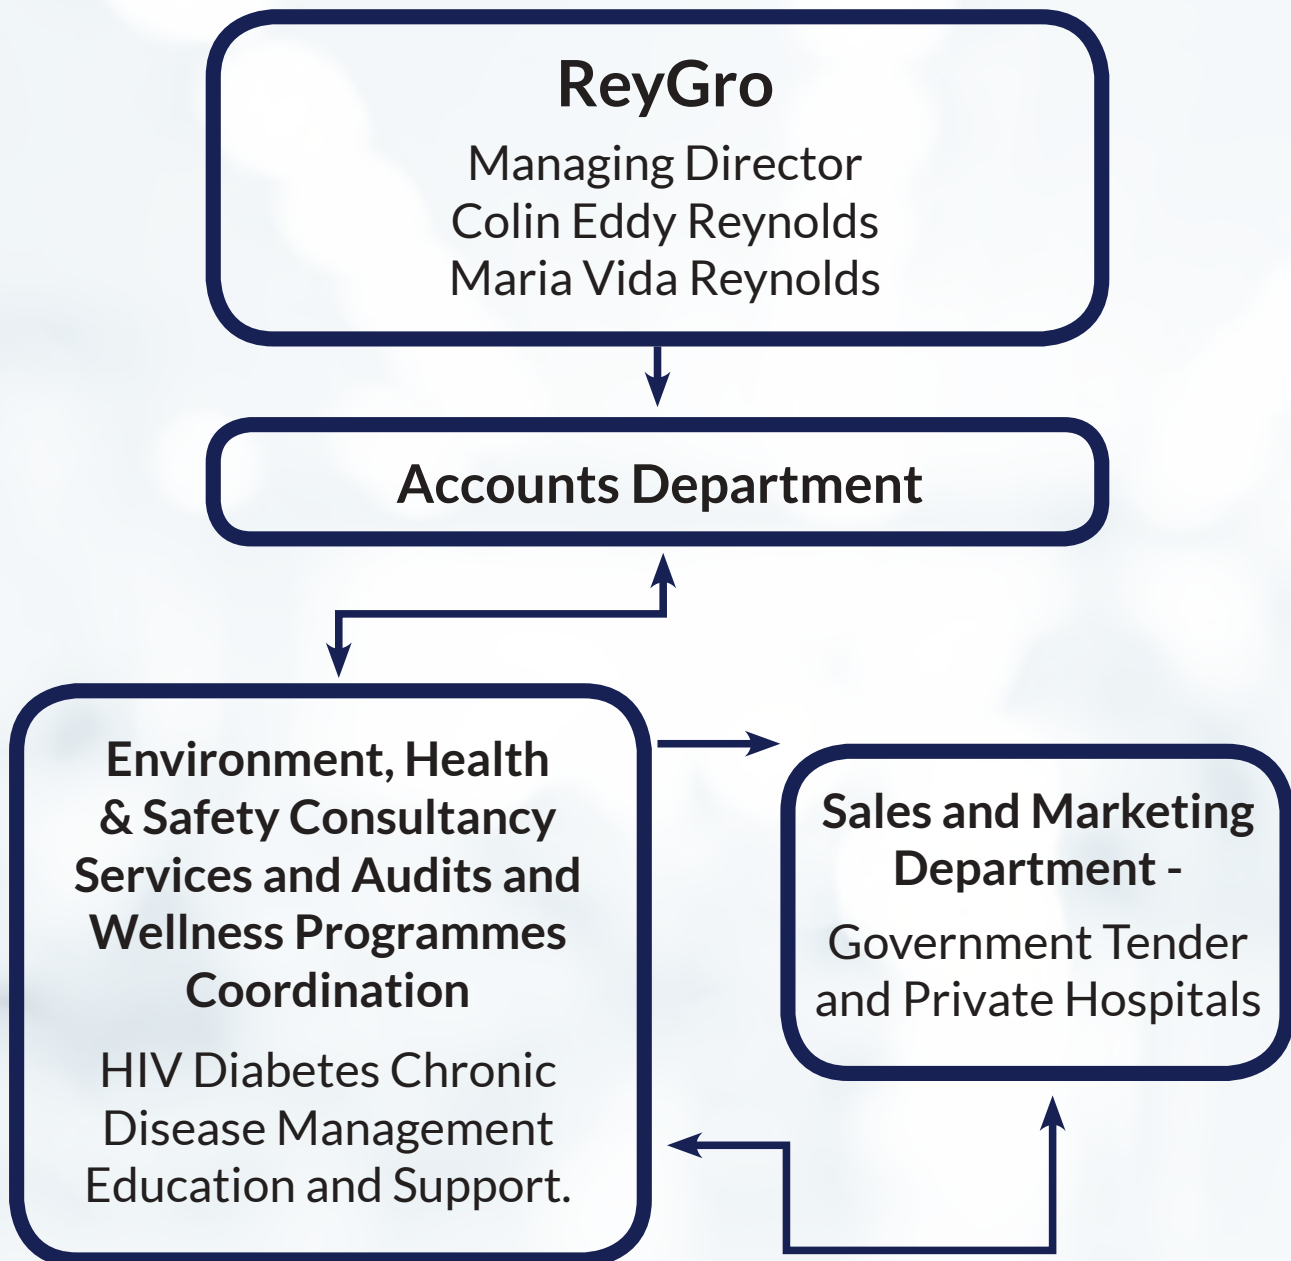 ReyGro
Managing Director
Colin Eddy Reynolds
Maria Vida Reynolds
Accounts Department
Environment, Health
& Safety Consultancy
Services and Audits and
Wellness Programmes
Coordination
HIV Diabetes Chronic
Disease Management
Education and Support.
Sales and Marketing
Department -
Government Tender
and Private Hospitals